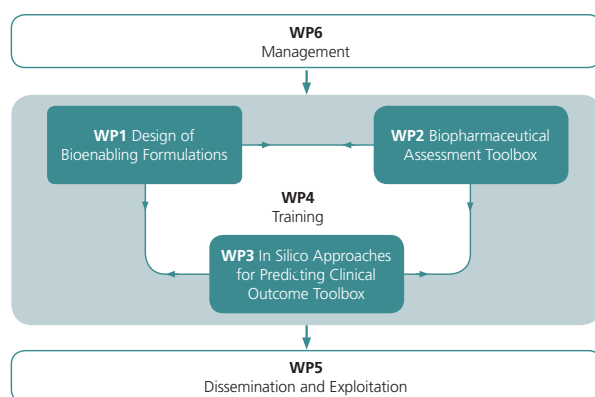 WP6
Management
WP1 Design of
Bioenabling Formulations
WP2 Biopharmaceutical
Assessment Toolbox
WP4
Training
WP3 In Silico Approaches
for Predicting Clinical
Outcome Toolbox
WP5
Dissemination and Exploitation